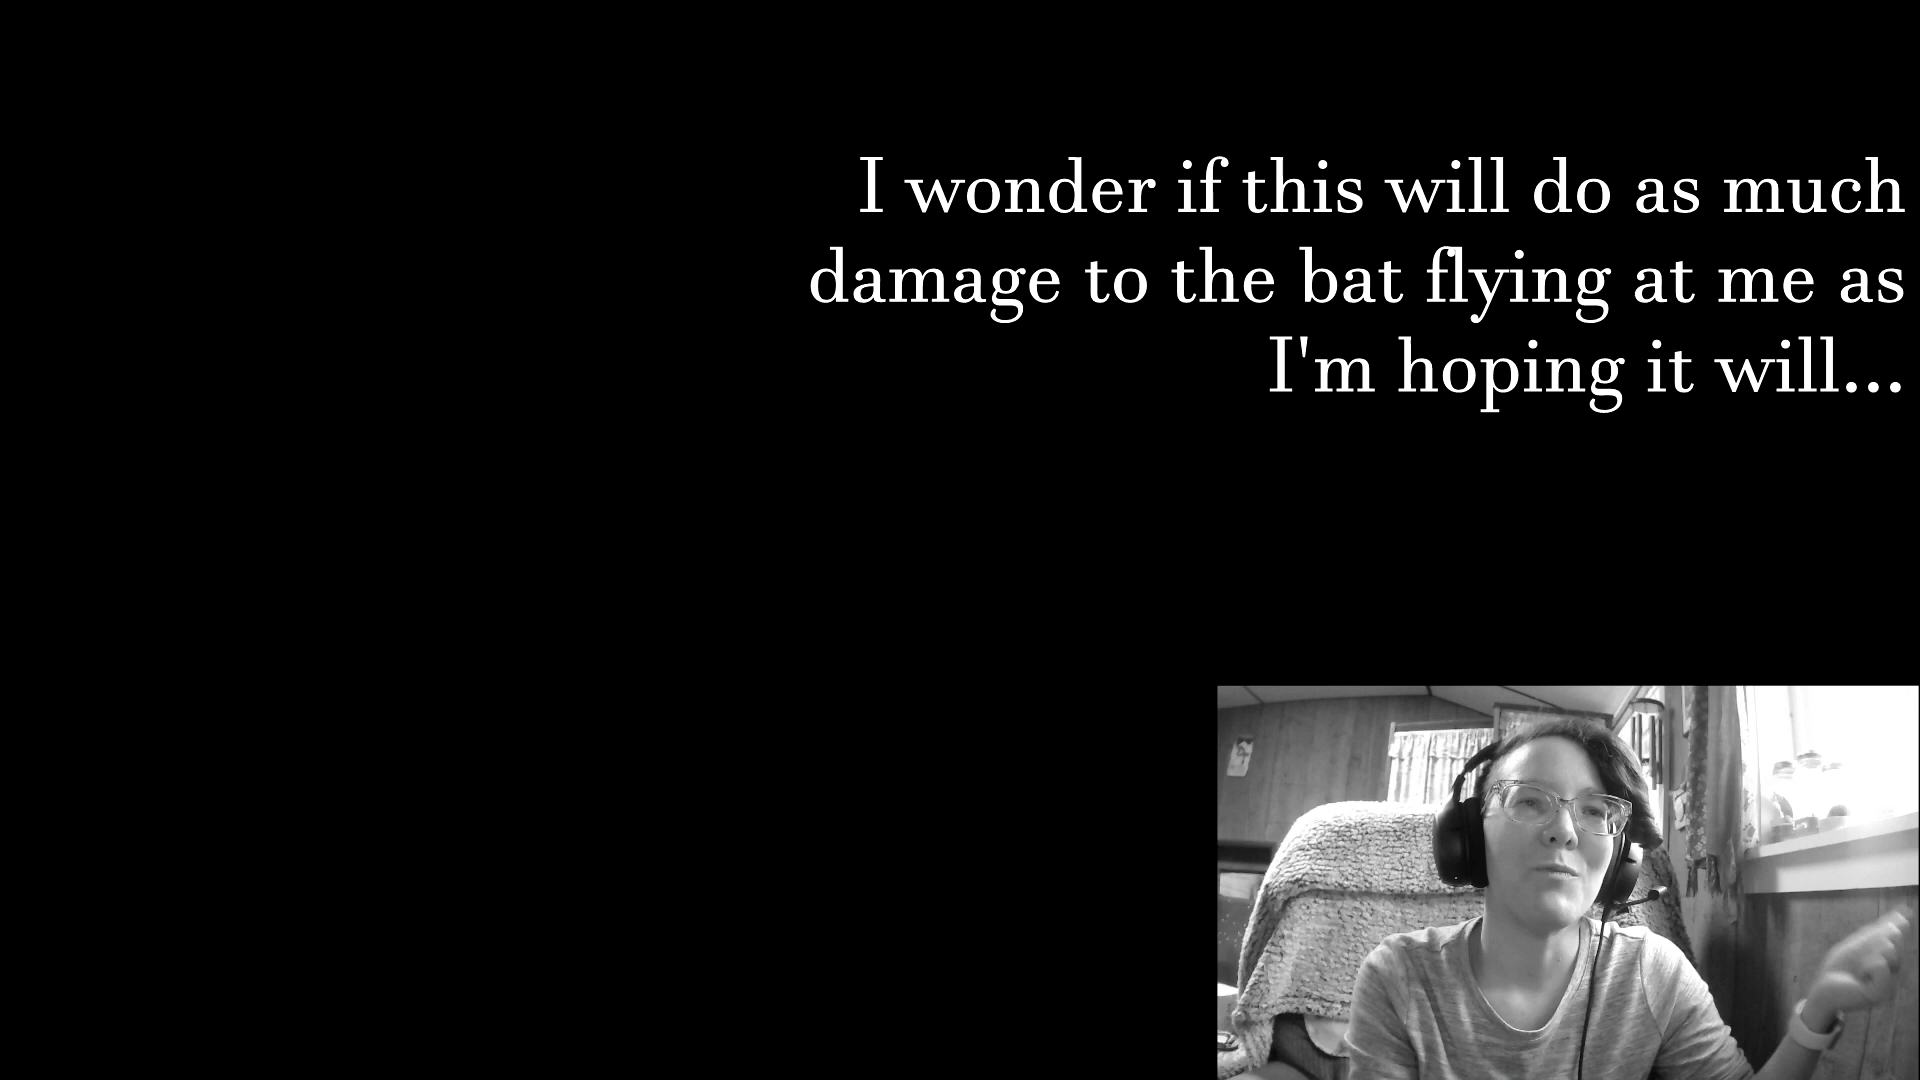 I wonder if this will do as much
damage to the bat flying at me as
I'm hoping it will...